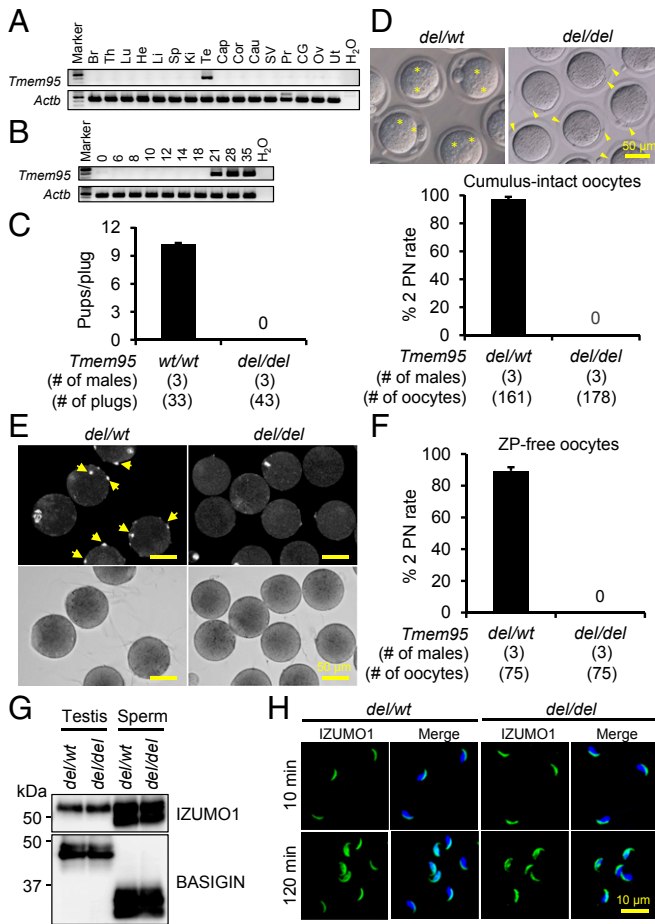 A
Marker Br Th Lu He Li Sp Ki Te Cap Cor Cau SV Pr CG Ov Ut H2O
Tmem95
Actb
B
Marker 0 6 8 10 12 14 18 21 28 35 H2O
Tmem95
Actb
C
Pups/plug
12
9
6
3
0
0
Tmem95 wt/wt del/del
(# of males) (3) (3)
(# of plugs) (33) (43)
D
del/wt del/del
50 µm
Cumulus-intact oocytes
% 2 PN rate
100
80
60
40
20
0
0
Tmem95 del/wt del/del
(# of males) (3) (3)
(# of oocytes) (161) (178)
E
del/wt del/del
50 µm
F
ZP-free oocytes
% 2 PN rate
100
80
60
40
20
0
0
Tmem95 del/wt del/del
(# of males) (3) (3)
(# of oocytes) (75) (75)
G
Testis Sperm
del/wt del/del del/wt del/del
kDa
50
IZUMO1
50
37
BASIGIN
H
del/wt del/del
IZUMO1 Merge IZUMO1 Merge
10 min
120 min
10 µm